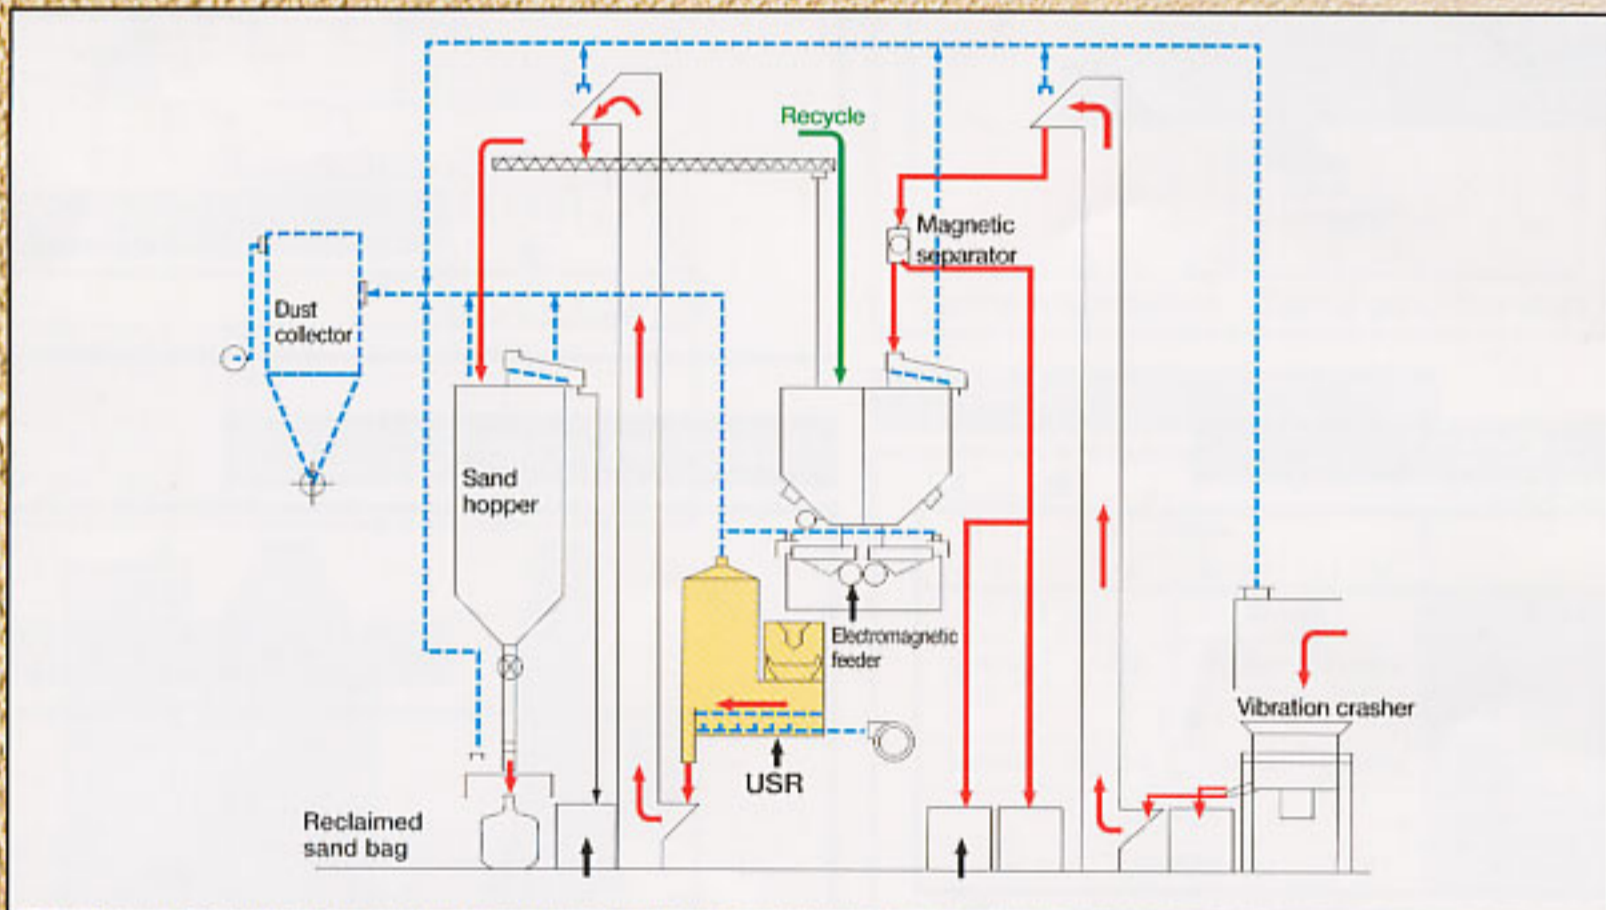 Recycle
Magnetic
separator
Dust
collector
Sand
hopper
Electromagnetic
feeder
Vibration crasher
USR
Reclaimed
sand bag